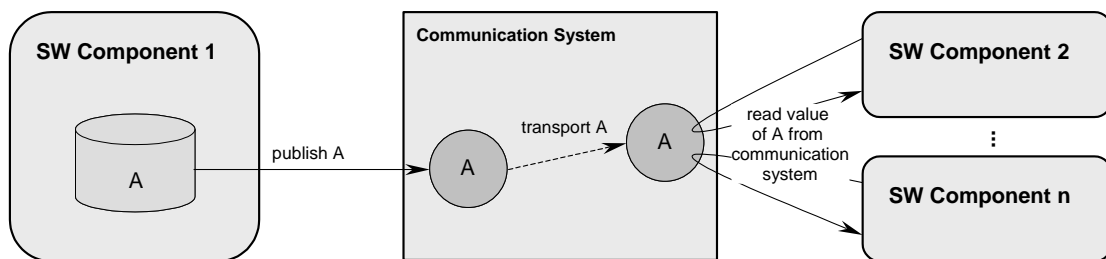 SW Component 1
A
publish A
Communication System
A
transport A
A
read value
of A from
communication
system
SW Component 2
...
SW Component n